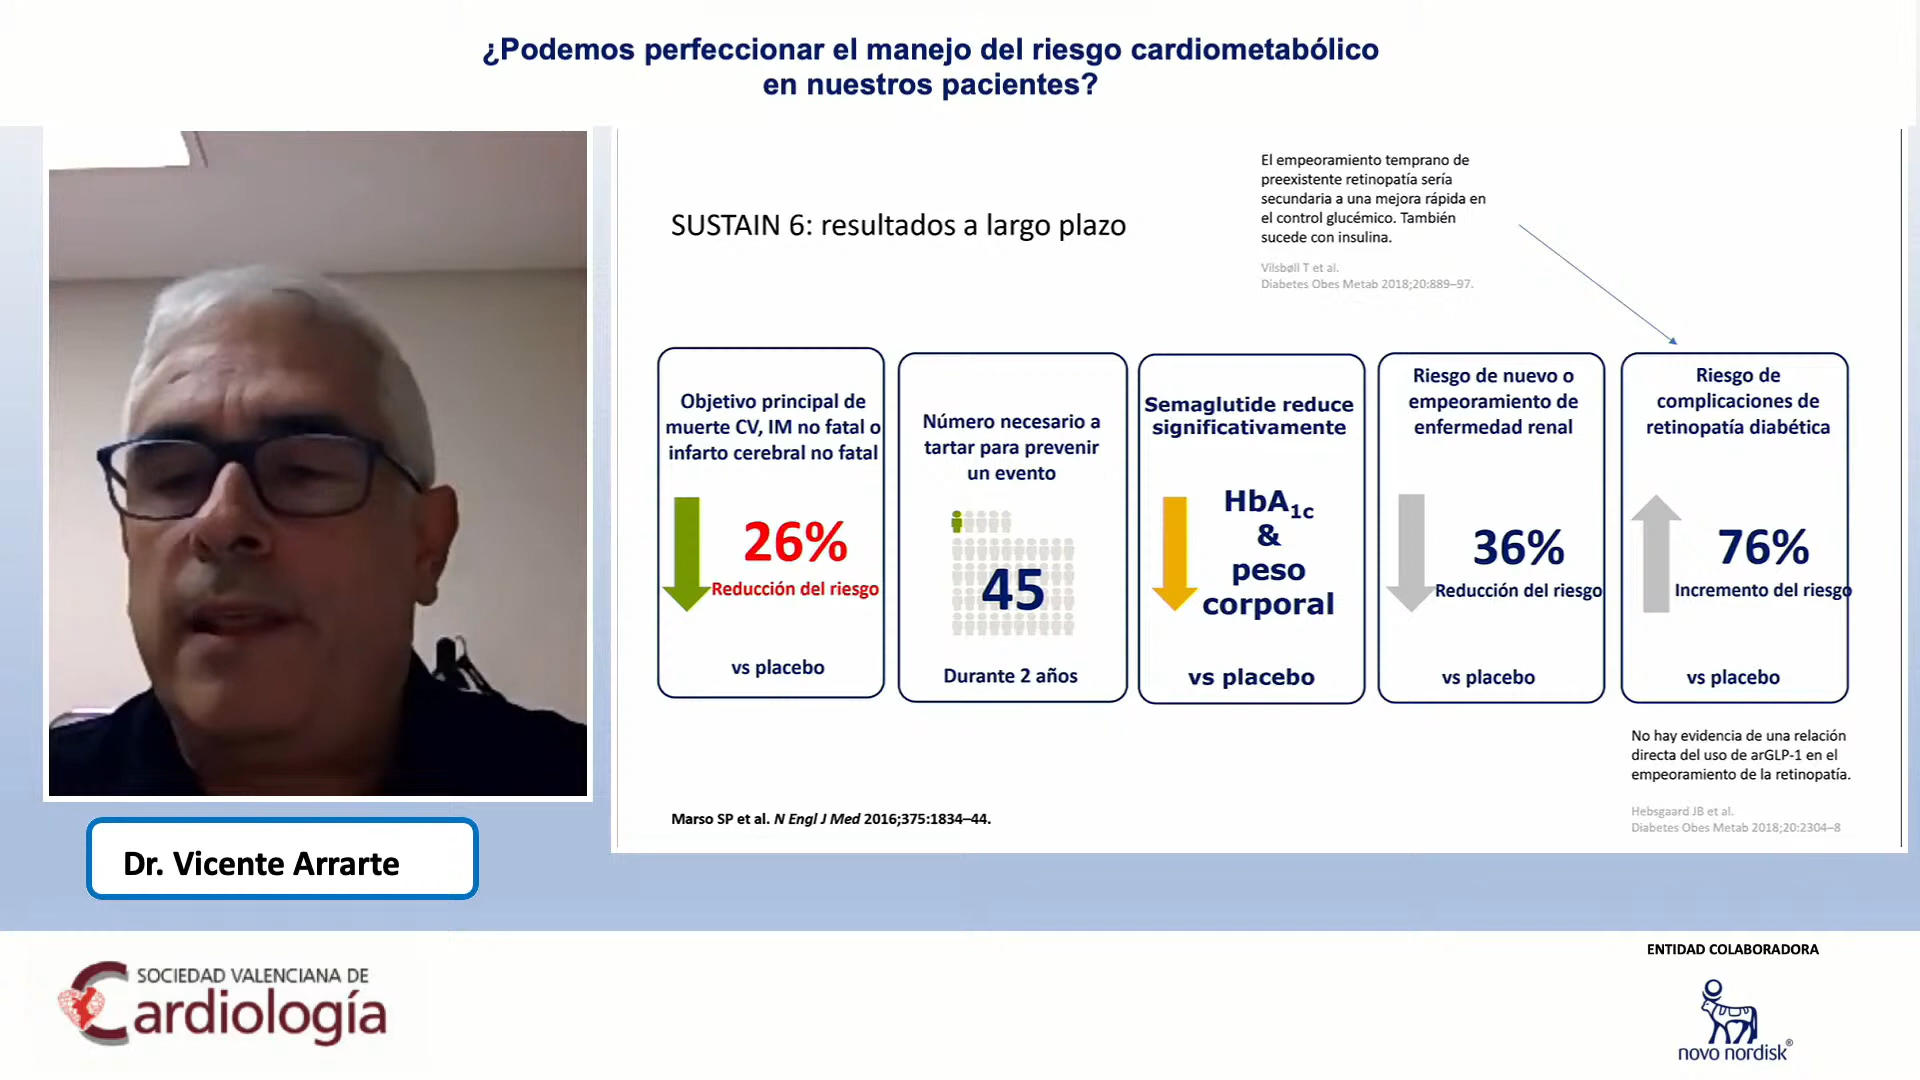 ¿Podemos perfeccionar el manejo del riesgo cardiometabólico
en nuestros pacientes?
El empeoramiento temprano de
preexistente retinopatía sería
secundaria a una mejora rápida en
el control glucémico. También
sucede con insulina.
Vilsbøll T et al.
Diabetes Obes Metab 2018;20:889–97.
SUSTAIN 6: resultados a largo plazo
Objetivo principal de
muerte CV, IM no fatal o
infarto cerebral no fatal
26%
Reducción del riesgo
vs placebo
Número necesario a
tartar para prevenir
un evento
45
Durante 2 años
Semaglutide reduce
significativamente
HbA1c
&
peso
corporal
vs placebo
Riesgo de nuevo o
empeoramiento de
enfermedad renal
36%
Reducción del riesgo
vs placebo
Riesgo de
complicaciones de
retinopatía diabética
76%
Incremento del riesgo
vs placebo
No hay evidencia de una relación
directa del uso de arGLP-1 en el
empeoramiento de la retinopatía.
Hebsgaard JB et al.
Diabetes Obes Metab 2018;20:2304–8
Marso SP et al. N Engl J Med 2016;375:1834–44.
Dr. Vicente Arrarte
SOCIEDAD VALENCIANA DE
Cardiología
ENTIDAD COLABORADORA
novo nordisk®